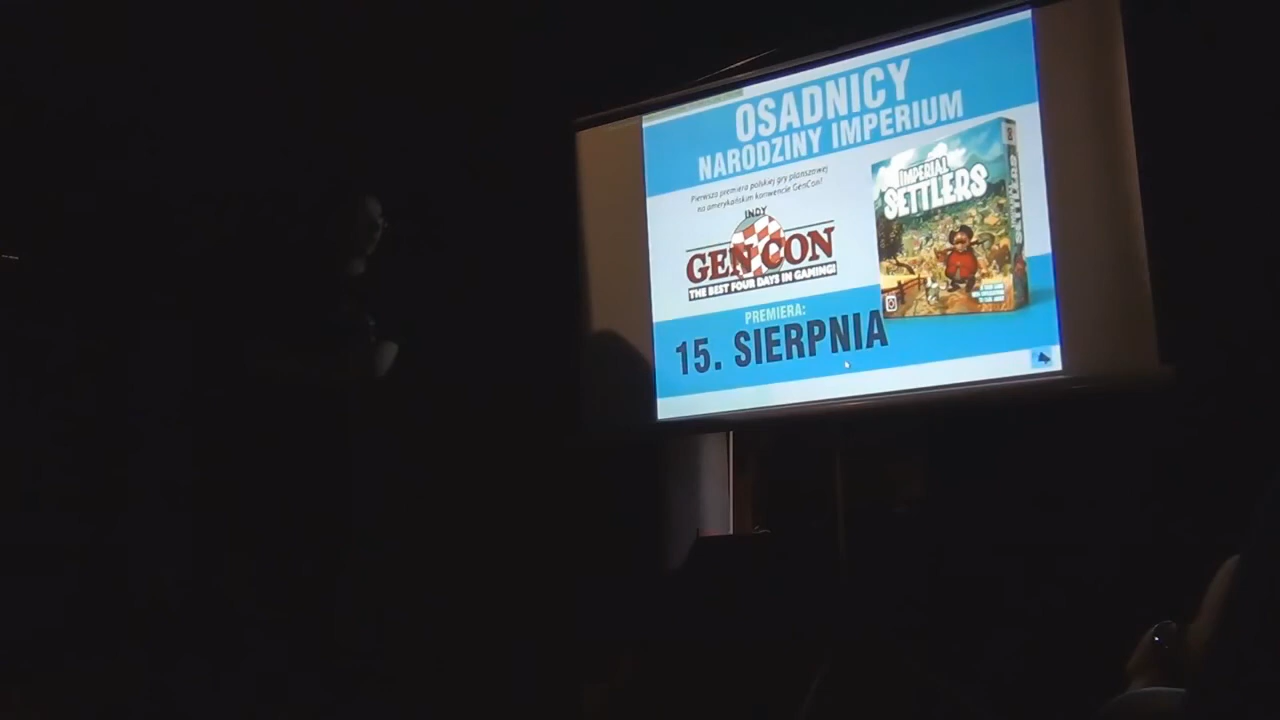 OSADNICY
NARODZINY IMPERIUM
Pierwsza premiera polskiej gry planszowej
na amerykańskim konwencie GenCon!
INDY
GEN CON
THE BEST FOUR DAYS IN GAMING!
PREMIERA:
15. SIERPNIA
IMPERIAL
SETTLERS
SETTLERS